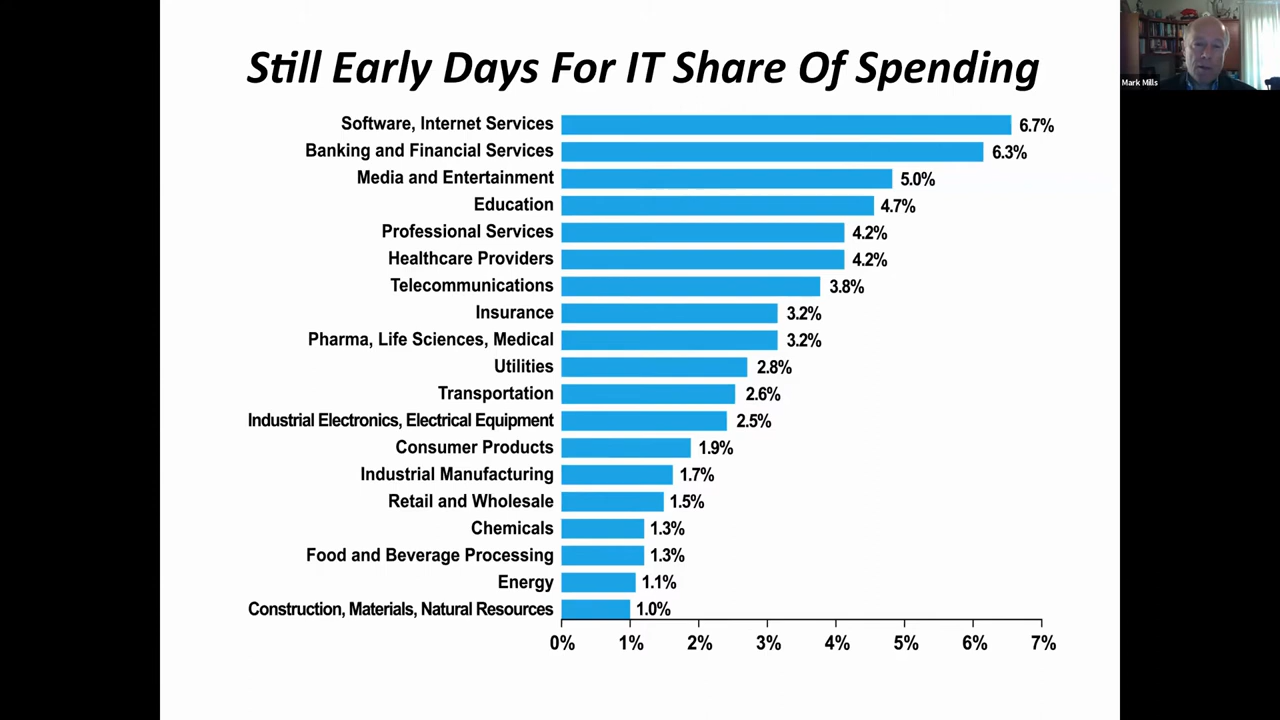 Still Early Days For IT Share Of Spending
Mark Mills
Software, Internet Services 6.7%
Banking and Financial Services 6.3%
Media and Entertainment 5.0%
Education 4.7%
Professional Services 4.2%
Healthcare Providers 4.2%
Telecommunications 3.8%
Insurance 3.2%
Pharma, Life Sciences, Medical 3.2%
Utilities 2.8%
Transportation 2.6%
Industrial Electronics, Electrical Equipment 2.5%
Consumer Products 1.9%
Industrial Manufacturing 1.7%
Retail and Wholesale 1.5%
Chemicals 1.3%
Food and Beverage Processing 1.3%
Energy 1.1%
Construction, Materials, Natural Resources 1.0%
0% 1% 2% 3% 4% 5% 6% 7%